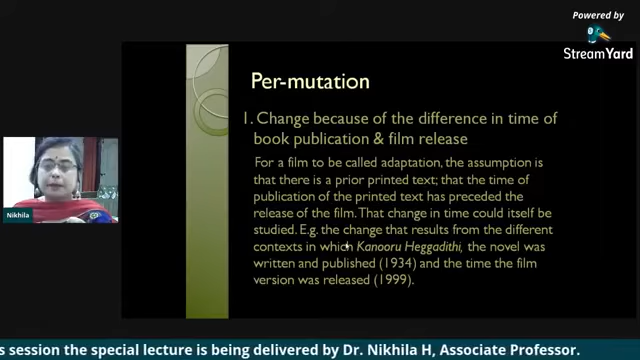 Powered by
StreamYard
Per-mutation
1. Change because of the difference in time of
book publication & film release
For a film to be called adaptation, the assumption is
that there is a prior printed text; that the time of
publication of the printed text has preceded the
release of the film. That change in time could itself be
studied. E.g. the change that results from the different
contexts in which Kanooru Heggadithi, the novel was
written and published (1934) and the time the film
version was released (1999).
Nikhila
s session the special lecture is being delivered by Dr. Nikhila H, Associate Professor.